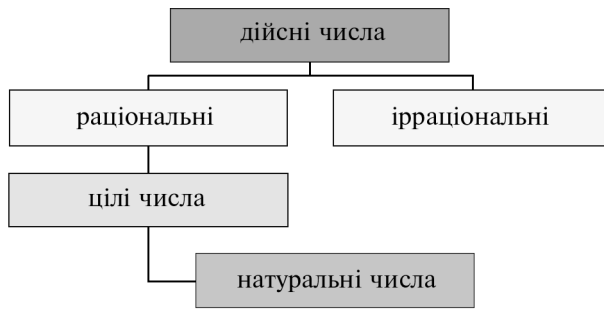 дійсні числа
раціональні
ірраціональні
цілі числа
натуральні числа